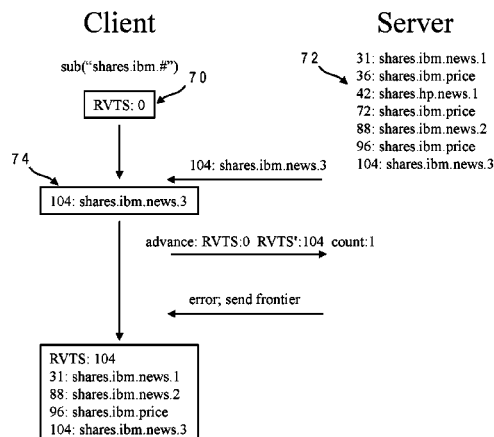 Client
Server
sub("shares.ibm.#")
70
RVTS: 0
72
31: shares.ibm.news.1
36: shares.ibm.price
42: shares.hp.news.1
72: shares.ibm.price
88: shares.ibm.news.2
96: shares.ibm.price
104: shares.ibm.news.3
74
104: shares.ibm.news.3
104: shares.ibm.news.3
advance: RVTS:0 RVTS':104 count:1
error; send frontier
RVTS: 104
31: shares.ibm.news.1
88: shares.ibm.news.2
96: shares.ibm.price
104: shares.ibm.news.3